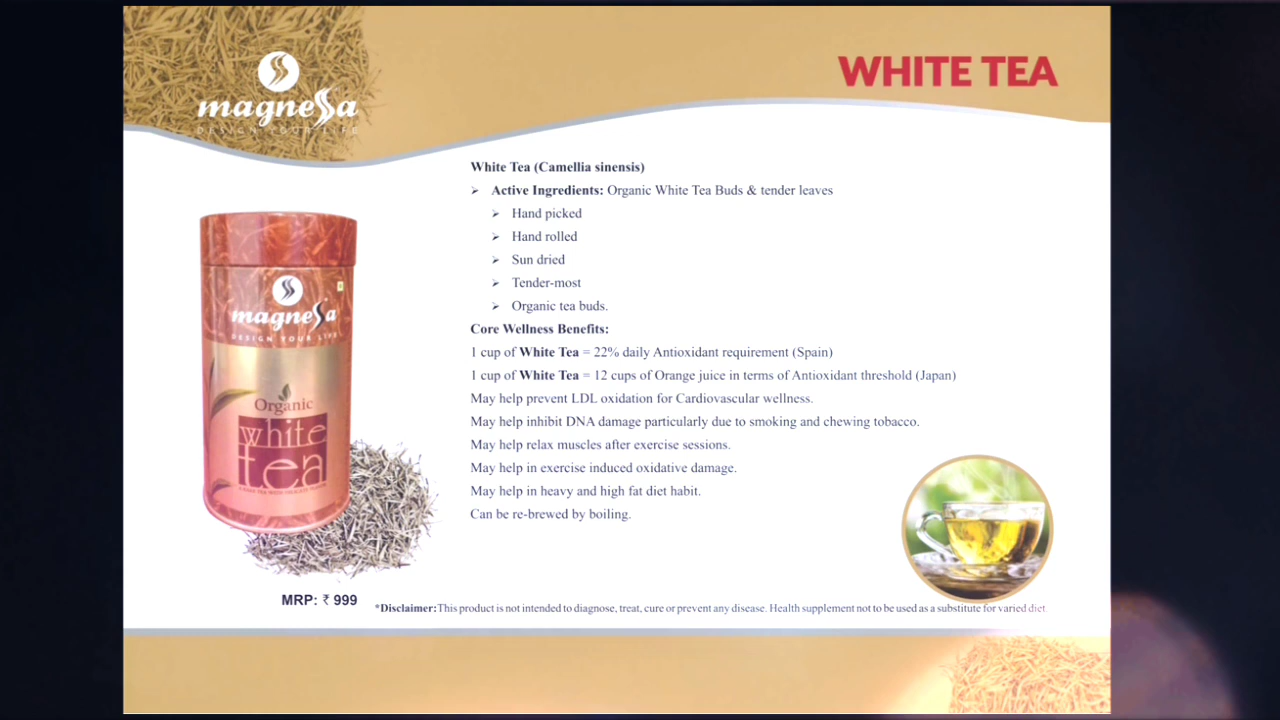 magnessa
DESIGN YOUR LIFE
WHITE TEA
White Tea (Camellia sinensis)
➢ Active Ingredients: Organic White Tea Buds & tender leaves
➢ Hand picked
➢ Hand rolled
➢ Sun dried
➢ Tender-most
➢ Organic tea buds.
Core Wellness Benefits:
1 cup of White Tea = 22% daily Antioxidant requirement (Spain)
1 cup of White Tea = 12 cups of Orange juice in terms of Antioxidant threshold (Japan)
May help prevent LDL oxidation for Cardiovascular wellness.
May help inhibit DNA damage particularly due to smoking and chewing tobacco.
May help relax muscles after exercise sessions.
May help in exercise induced oxidative damage.
May help in heavy and high fat diet habit.
Can be re-brewed by boiling.
magnessa
DESIGN YOUR LIFE
Organic
white
tea
MRP: ₹ 999
*Disclaimer:This product is not intended to diagnose, treat, cure or prevent any disease. Health supplement not to be used as a substitute for varied diet.